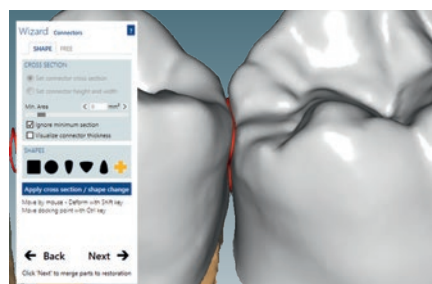 Wizard Connectors ?
SHAPE FREE
CROSS SECTION
Set connector cross section
Set connector height and width
Min. Area mm²
Ignore minimum section
Visualize connector thickness
SHAPES
Apply cross section / shape change
Move by mouse - Deform with Shift key
Move docking point with Ctrl key
Back Next
Click 'Next' to merge parts to restoration